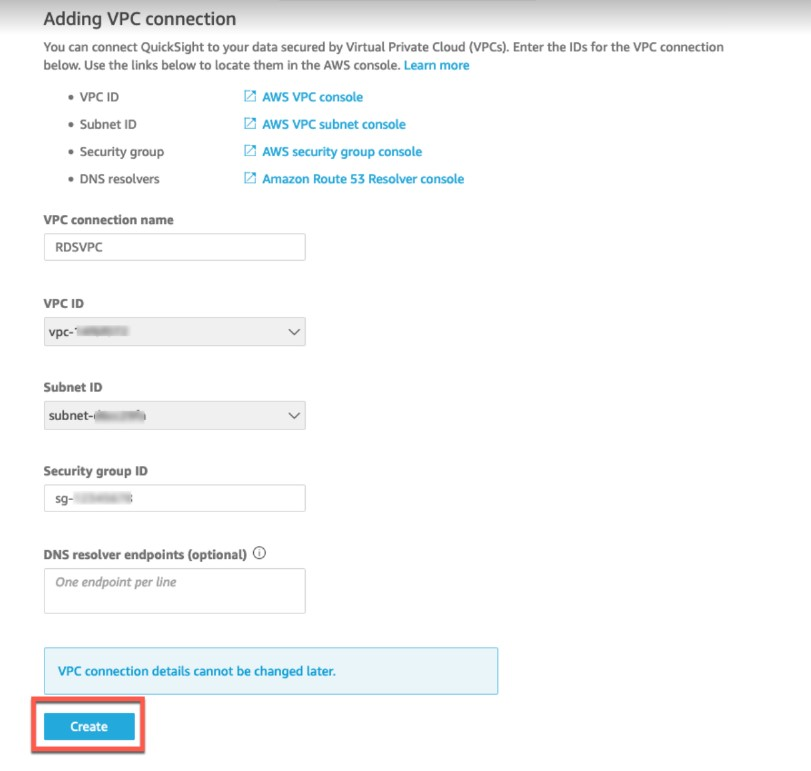 Adding VPC connection
You can connect QuickSight to your data secured by Virtual Private Cloud (VPCs). Enter the IDs for the VPC connection
below. Use the links below to locate them in the AWS console. Learn more
• VPC ID AWS VPC console
• Subnet ID AWS VPC subnet console
• Security group AWS security group console
• DNS resolvers Amazon Route 53 Resolver console
VPC connection name
RDSVPC
VPC ID
vpc-
Subnet ID
subnet-
Security group ID
sg-
DNS resolver endpoints (optional)
One endpoint per line
VPC connection details cannot be changed later.
Create